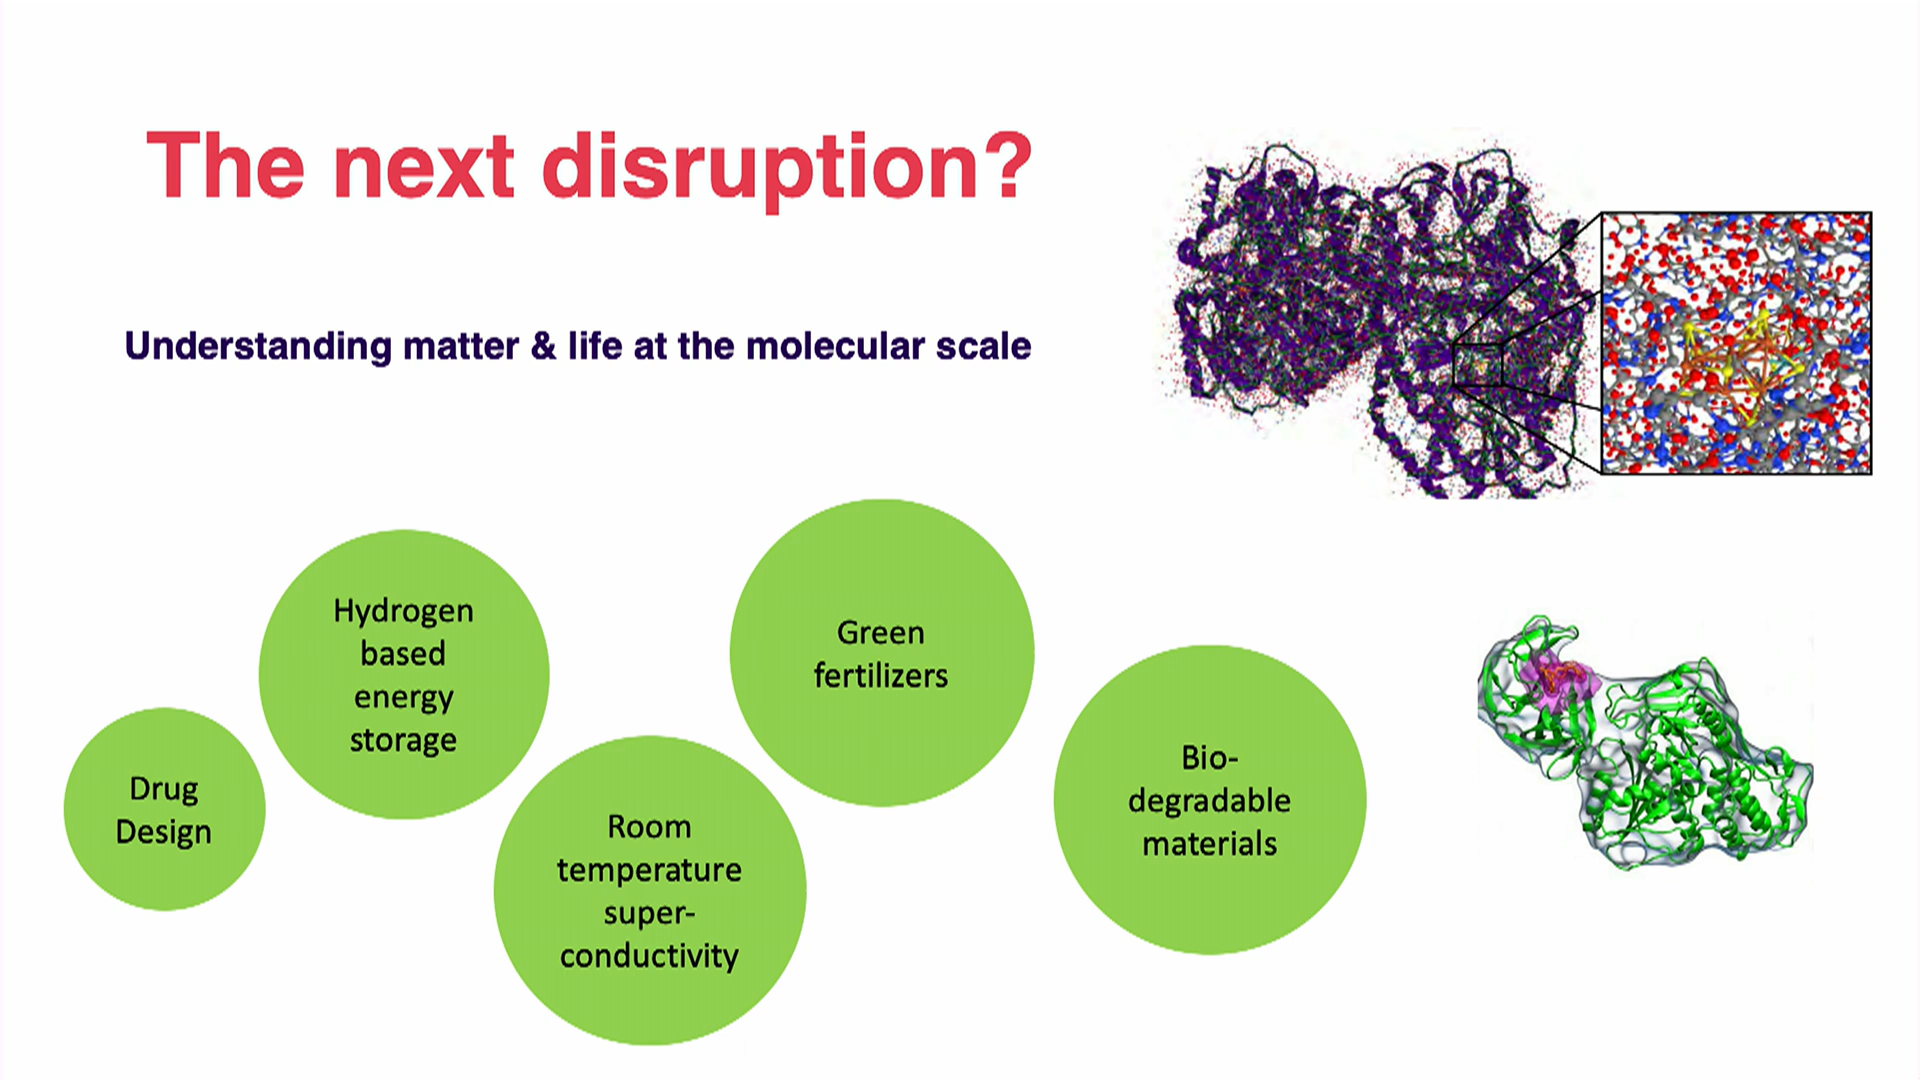 The next disruption?
Understanding matter & life at the molecular scale
Drug
Design
Hydrogen
based
energy
storage
Room
temperature
super-
conductivity
Green
fertilizers
Bio-
degradable
materials